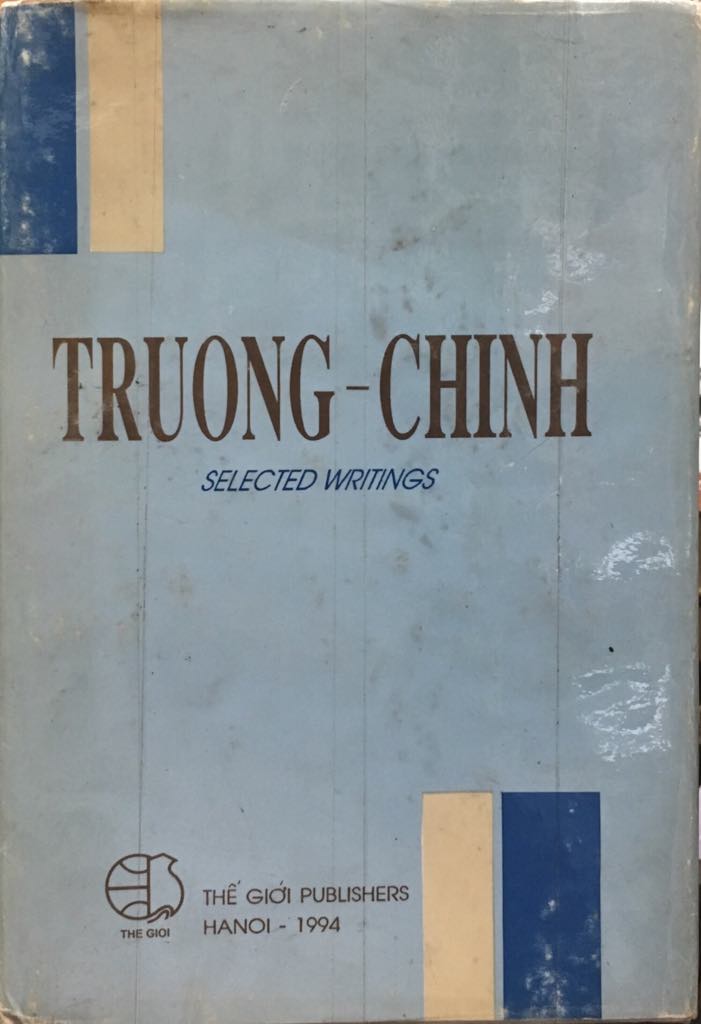 TRUONG-CHINH
SELECTED WRITINGS
THE GIOI
THẾ GIỚI PUBLISHERS
HANOI - 1994